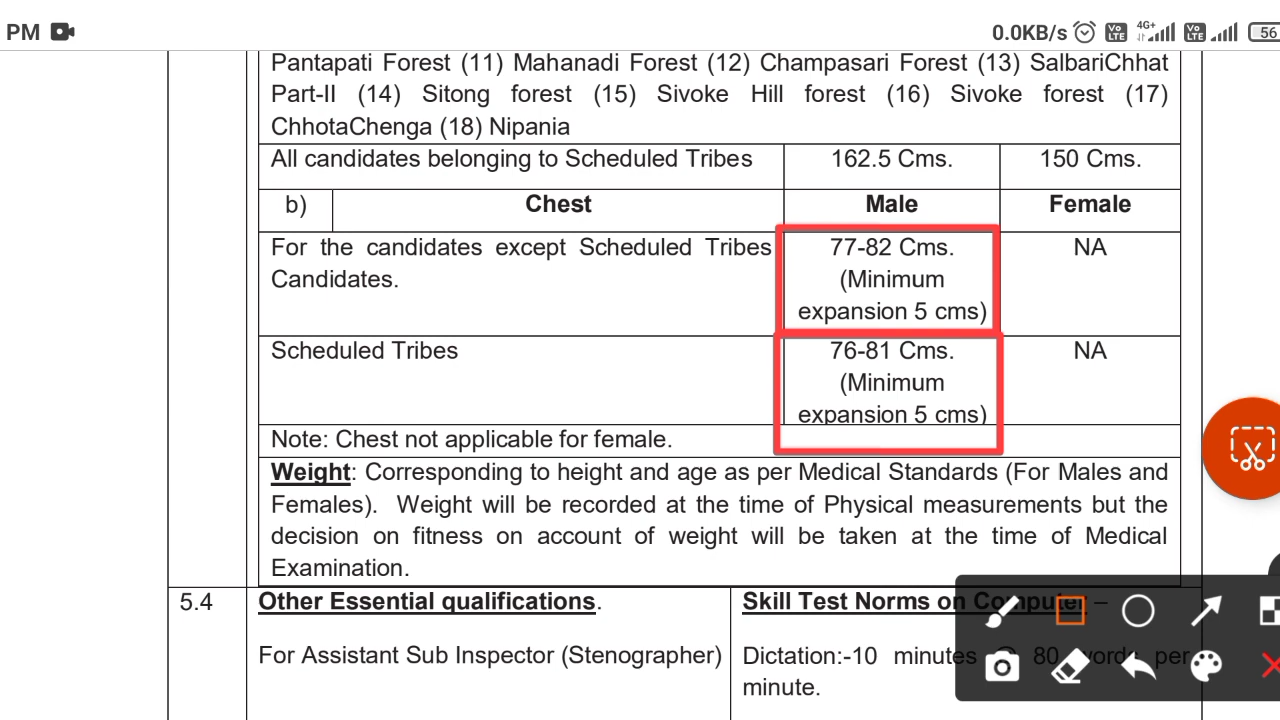 PM
0.0KB/s 4G+ Vo LTE Vo LTE 56
Pantapati Forest (11) Mahanadi Forest (12) Champasari Forest (13) SalbariChhat
Part-II (14) Sitong forest (15) Sivoke Hill forest (16) Sivoke forest (17)
ChhotaChenga (18) Nipania
All candidates belonging to Scheduled Tribes 162.5 Cms. 150 Cms.
b) Chest Male Female
For the candidates except Scheduled Tribes
Candidates.
77-82 Cms.
(Minimum
expansion 5 cms)
NA
Scheduled Tribes
76-81 Cms.
(Minimum
expansion 5 cms)
NA
Note: Chest not applicable for female.
Weight: Corresponding to height and age as per Medical Standards (For Males and
Females). Weight will be recorded at the time of Physical measurements but the
decision on fitness on account of weight will be taken at the time of Medical
Examination.
5.4
Other Essential qualifications.
For Assistant Sub Inspector (Stenographer)
Skill Test Norms on Computer –
Dictation:-10 minutes @ 80 words per
minute.